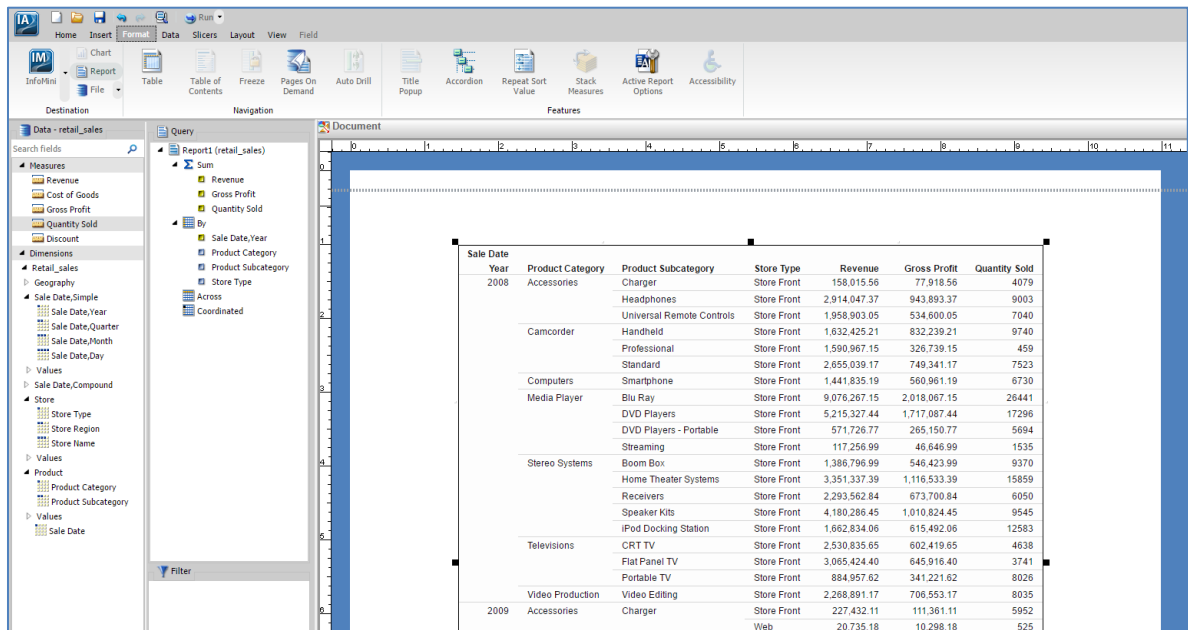 IA Run
Home Insert Format Data Slicers Layout View Field
IM Chart
Report
File
InfoMini Table Table of Contents Freeze Pages On Demand Auto Drill Title Popup Accordion Repeat Sort Value Stack Measures Active Report Options Accessibility
Destination Navigation Features
Data - retail_sales
Search fields
Measures
Revenue
Cost of Goods
Gross Profit
Quantity Sold
Discount
Dimensions
Retail_sales
Geography
Sale Date,Simple
Sale Date,Year
Sale Date,Quarter
Sale Date,Month
Sale Date,Day
Values
Sale Date,Compound
Store
Store Type
Store Region
Store Name
Values
Product
Product Category
Product Subcategory
Values
Sale Date
Query
Report1 (retail_sales)
Sum
Revenue
Gross Profit
Quantity Sold
By
Sale Date,Year
Product Category
Product Subcategory
Store Type
Across
Coordinated
Filter
Document
0 1 2 3 4 5 6 7 8 9 10 11
0
1
2
3
4
5
6
Sale Date
Year Product Category Product Subcategory Store Type Revenue Gross Profit Quantity Sold
2008 Accessories Charger Store Front 158,015.56 77,918.56 4079
Headphones Store Front 2,914,047.37 943,893.37 9003
Universal Remote Controls Store Front 1,958,903.05 534,600.05 7040
Camcorder Handheld Store Front 1,632,425.21 832,239.21 9740
Professional Store Front 1,590,967.15 326,739.15 459
Standard Store Front 2,655,039.17 749,341.17 7523
Computers Smartphone Store Front 1,441,835.19 560,961.19 6730
Media Player Blu Ray Store Front 9,076,267.15 2,018,067.15 26441
DVD Players Store Front 5,215,327.44 1,717,087.44 17296
DVD Players - Portable Store Front 571,726.77 265,150.77 5694
Streaming Store Front 117,256.99 46,646.99 1535
Stereo Systems Boom Box Store Front 1,386,796.99 546,423.99 9370
Home Theater Systems Store Front 3,351,337.39 1,116,533.39 15859
Receivers Store Front 2,293,562.84 673,700.84 6050
Speaker Kits Store Front 4,180,286.45 1,010,824.45 9545
iPod Docking Station Store Front 1,662,834.06 615,492.06 12583
Televisions CRT TV Store Front 2,530,835.65 602,419.65 4638
Flat Panel TV Store Front 3,065,424.40 645,916.40 3741
Portable TV Store Front 884,957.62 341,221.62 8026
Video Production Video Editing Store Front 2,268,891.17 706,553.17 8035
2009 Accessories Charger Store Front 227,432.11 111,361.11 5952
Web 20,735.18 10,298.18 525